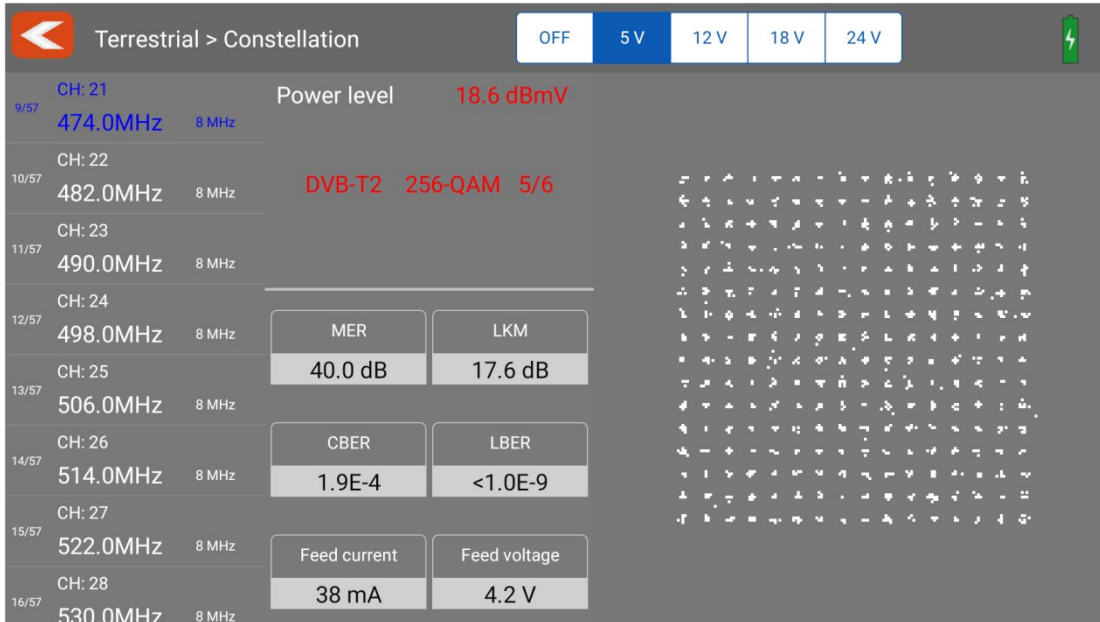 Terrestrial > Constellation
OFF 5 V 12 V 18 V 24 V
CH: 21
9/57 474.0MHz 8 MHz
CH: 22
10/57 482.0MHz 8 MHz
CH: 23
11/57 490.0MHz 8 MHz
CH: 24
12/57 498.0MHz 8 MHz
CH: 25
13/57 506.0MHz 8 MHz
CH: 26
14/57 514.0MHz 8 MHz
CH: 27
15/57 522.0MHz 8 MHz
CH: 28
16/57 530.0MHz 8 MHz
Power level 18.6 dBmV
DVB-T2 256-QAM 5/6
MER LKM
40.0 dB 17.6 dB
CBER LBER
1.9E-4 <1.0E-9
Feed current Feed voltage
38 mA 4.2 V